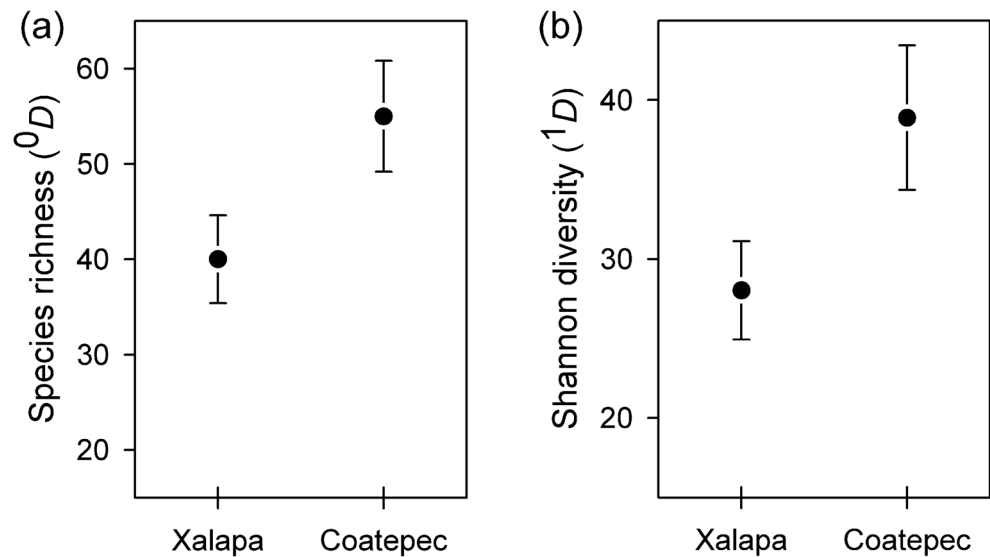 (a)
Species richness (⁰D)
60
50
40
30
20
Xalapa Coatepec
(b)
Shannon diversity (¹D)
40
30
20
Xalapa Coatepec